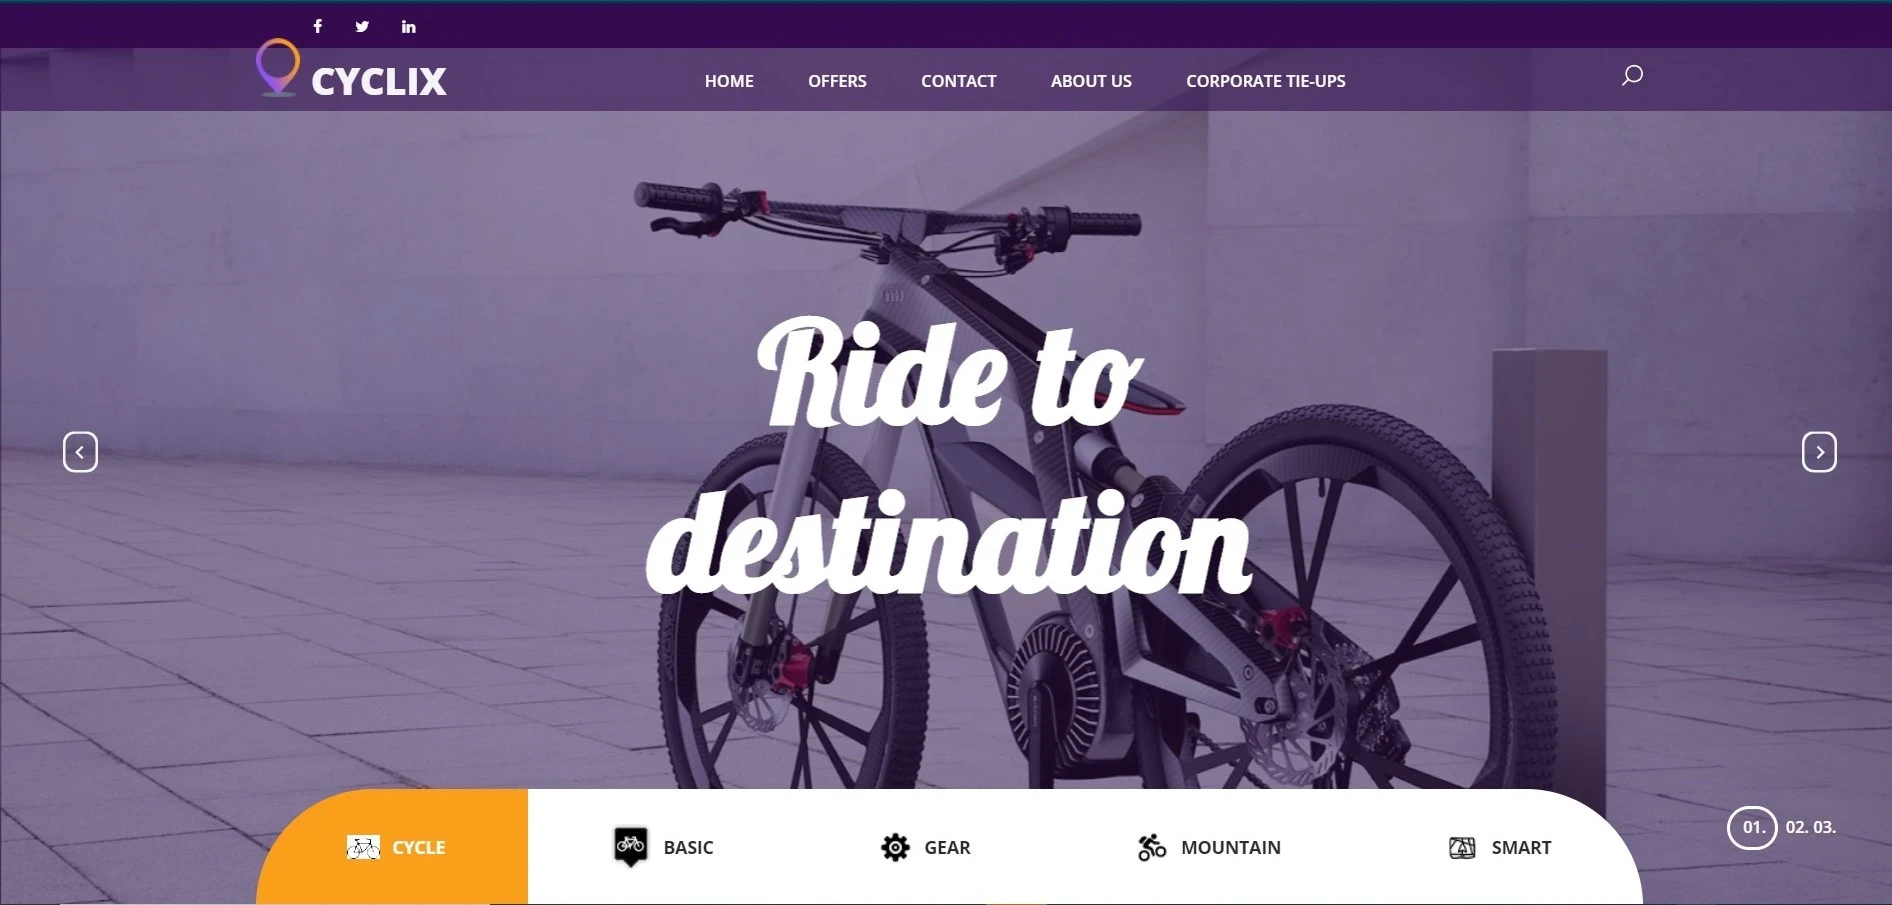 CYCLIX
HOME OFFERS CONTACT ABOUT US CORPORATE TIE-UPS
Ride to
destination
01. 02. 03.
CYCLE BASIC GEAR MOUNTAIN SMART